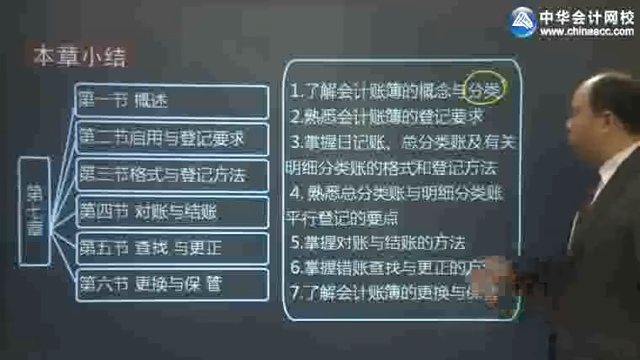 中华会计网校
www.chinaacc.com
本章小结
第七章
第一节 概述
第二节启用与登记要求
第三节格式与登记方法
第四节 对账与结账
第五节 查找 与更正
第六节 更换与保 管
1.了解会计账簿的概念与分类
2.熟悉会计账簿的登记要求
3.掌握日记账、总分类账及有关
明细分类账的格式和登记方法
4. 熟悉总分类账与明细分类账
平行登记的要点
5.掌握对账与结账的方法
6.掌握错账查找与更正的方
7.了解会计账簿的更换与保